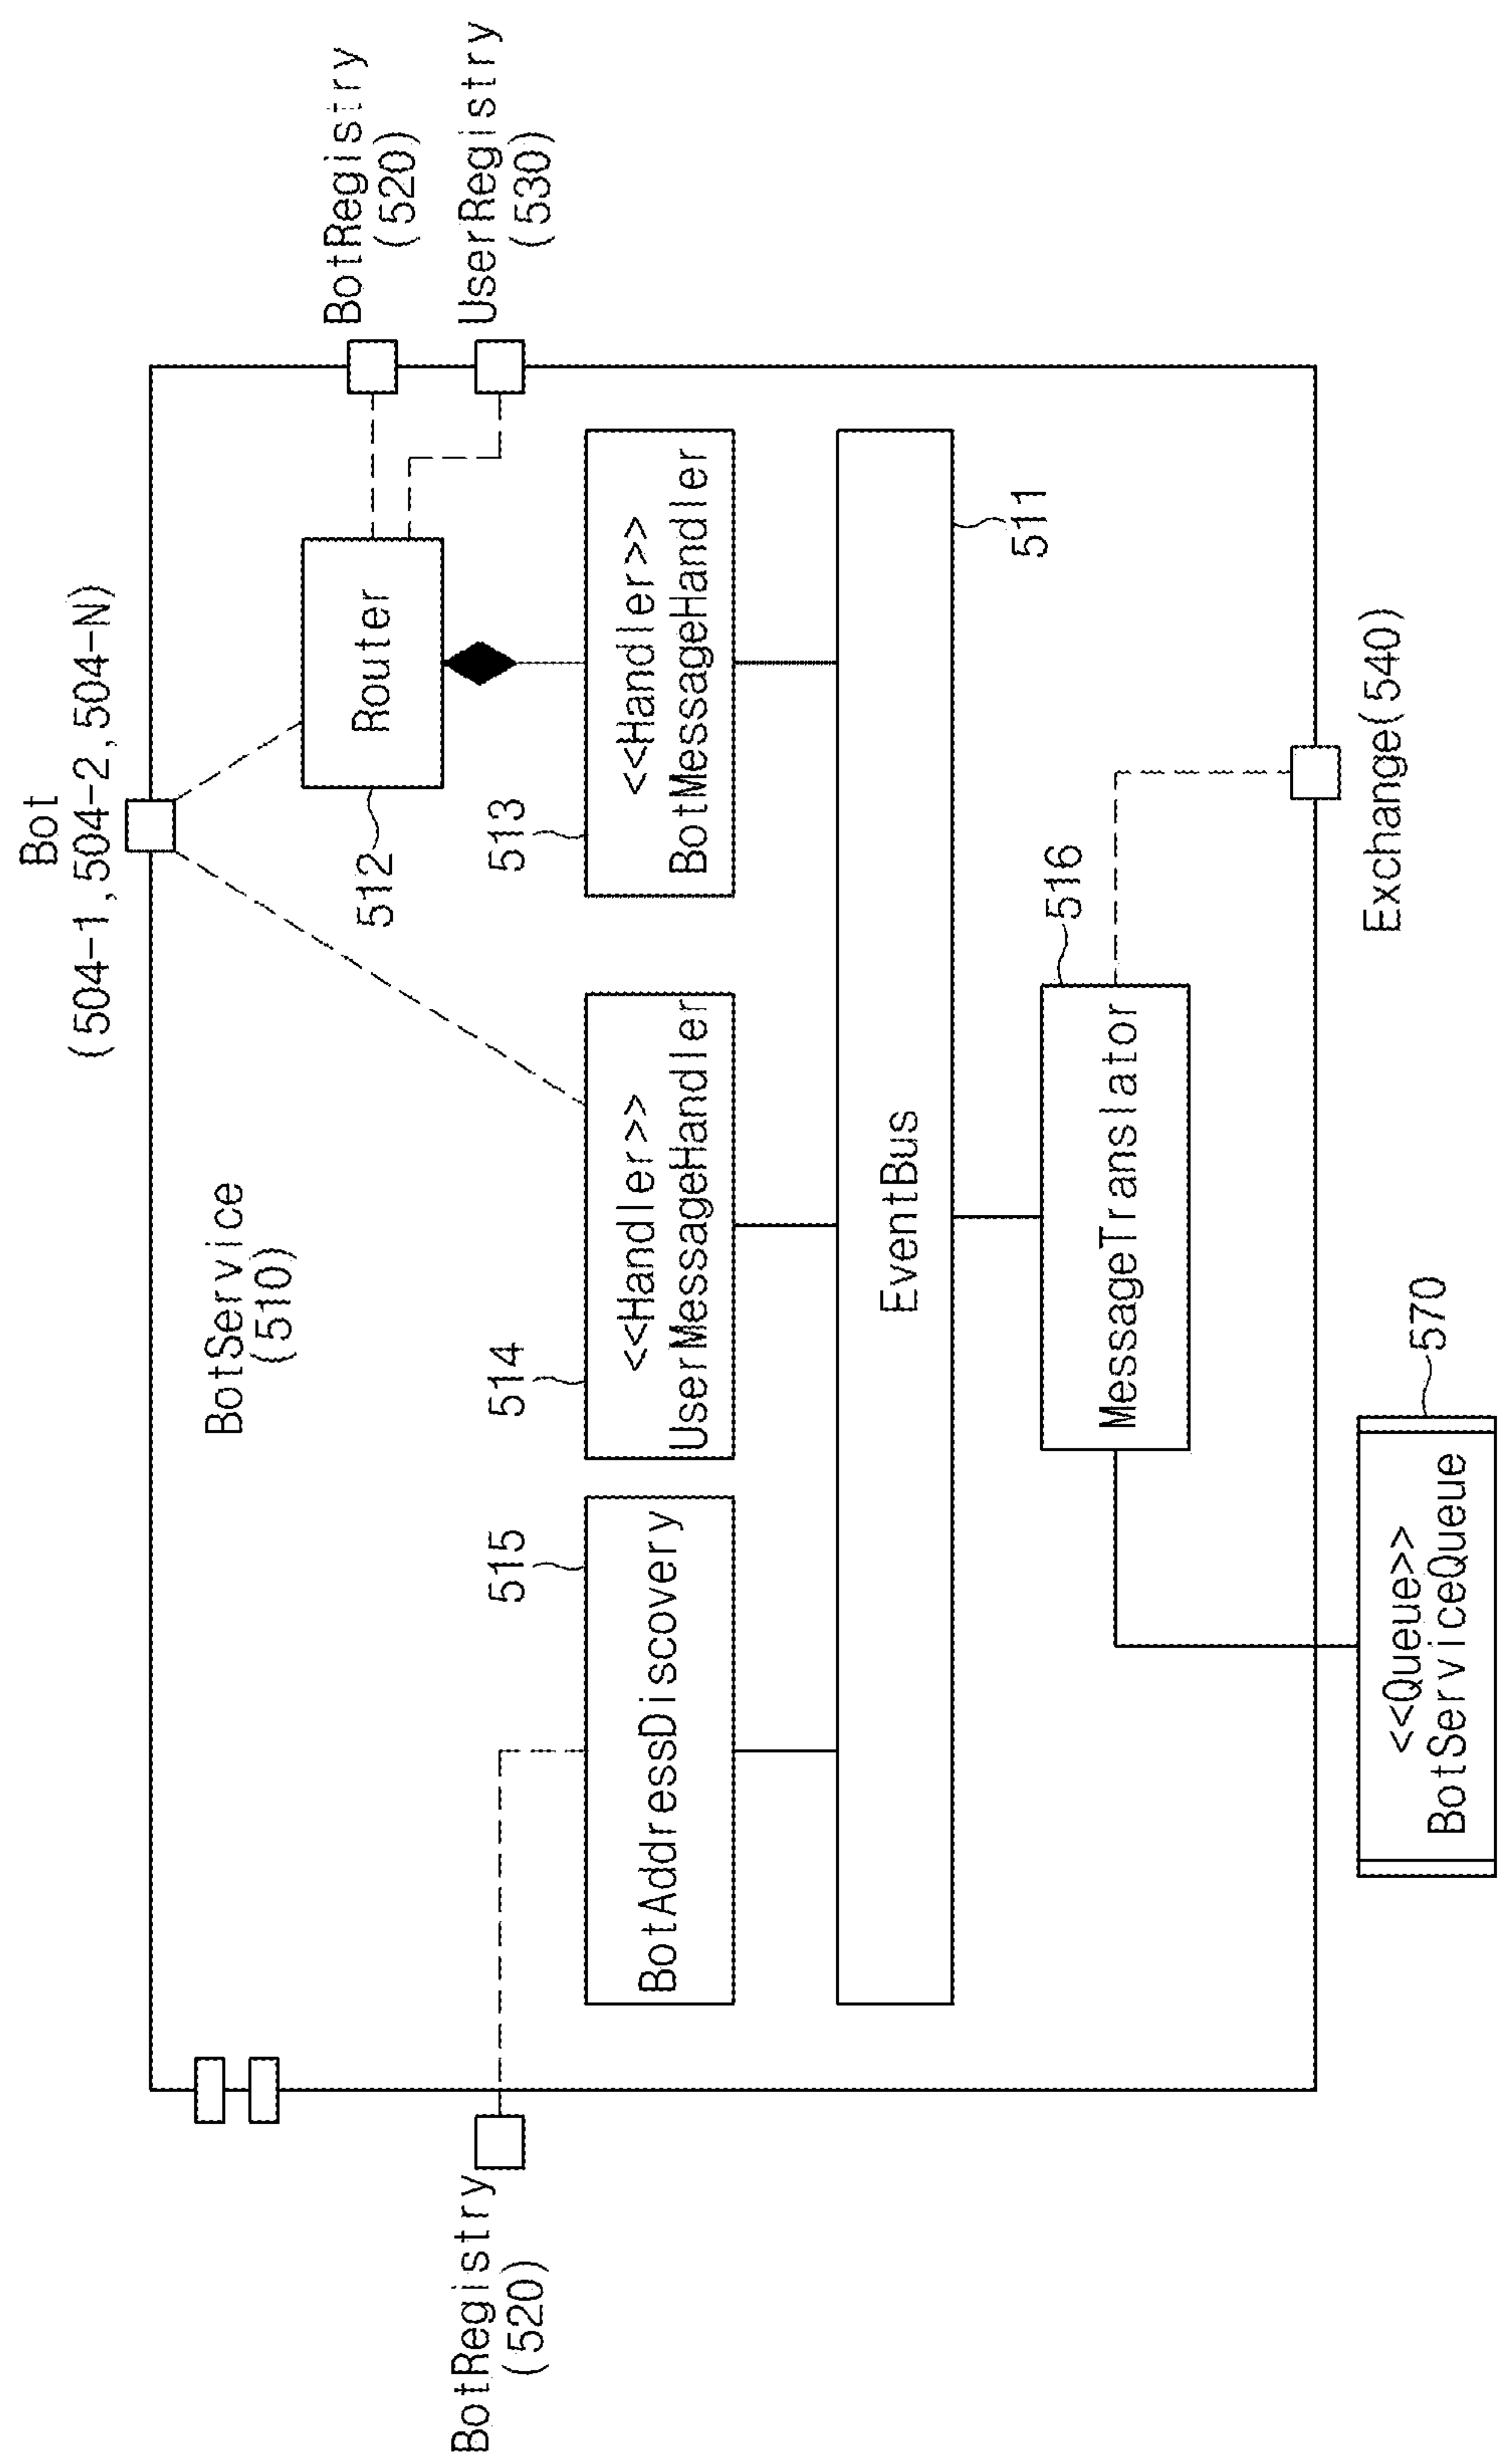 Bot
(504-1,504-2,504-N)
BotService
(510)
BotRegistry
(520)
UserRegistry
(530)
Router
512
BotRegistry
(520)
515
514
513
BotAddressDiscovery
<<Handler>>
UserMessageHandler
<<Handler>>
BotMessageHandler
EventBus
511
516
MessageTranslator
Exchange(540)
570
<<Queue>>
BotServiceQueue